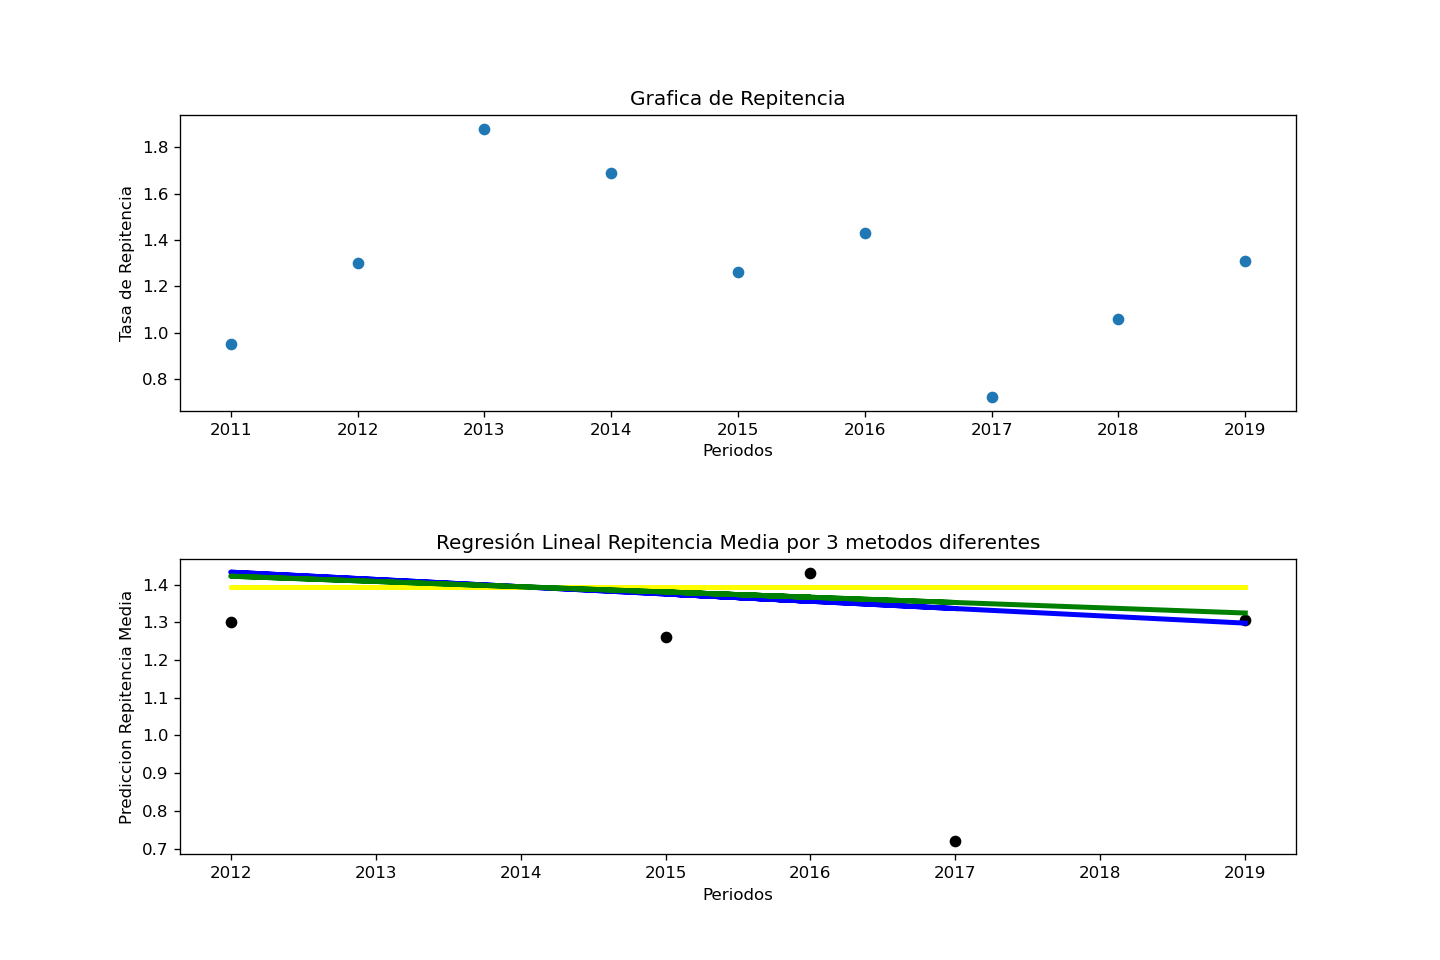 Grafica de Repitencia
Tasa de Repitencia
1.8
1.6
1.4
1.2
1.0
0.8
2011 2012 2013 2014 2015 2016 2017 2018 2019
Periodos
Regresión Lineal Repitencia Media por 3 metodos diferentes
Prediccion Repitencia Media
1.4
1.3
1.2
1.1
1.0
0.9
0.8
0.7
2012 2013 2014 2015 2016 2017 2018 2019
Periodos